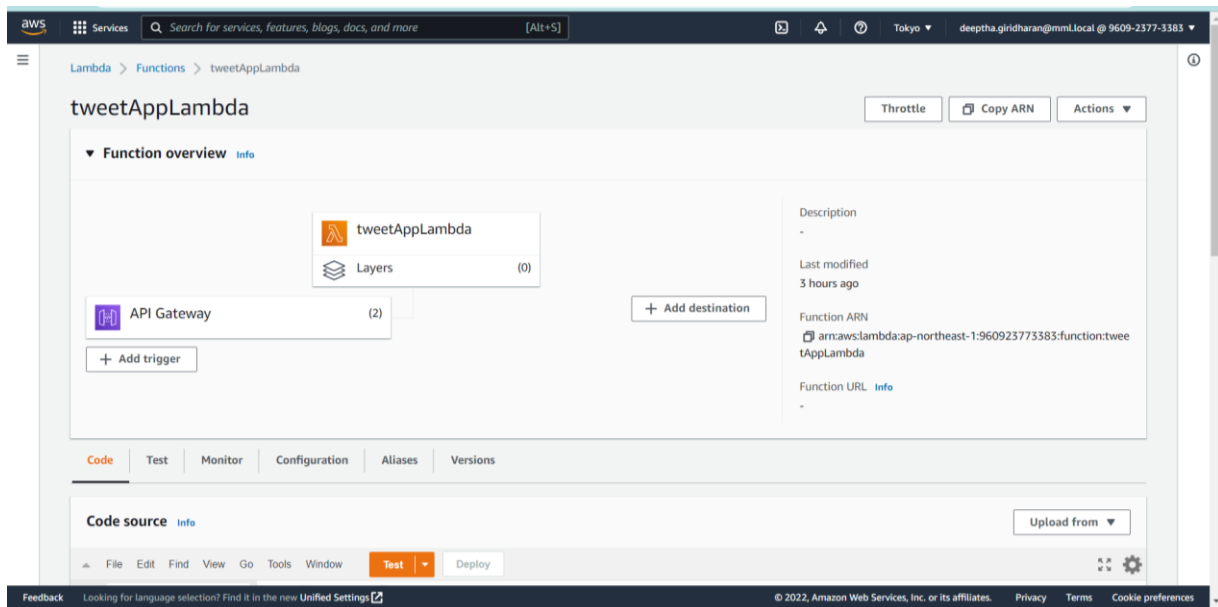 aws Services Search for services, features, blogs, docs, and more [Alt+S] Tokyo ▼ deeptha.giridharan@mml.local @ 9609-2377-3383 ▼
Lambda > Functions > tweetAppLambda
tweetAppLambda
Throttle Copy ARN Actions ▼
▼ Function overview Info
tweetAppLambda
Layers (0)
API Gateway (2)
+ Add trigger
+ Add destination
Description
-
Last modified
3 hours ago
Function ARN
arn:aws:lambda:ap-northeast-1:960923773383:function:twee
tAppLambda
Function URL Info
-
Code Test Monitor Configuration Aliases Versions
Code source Info
Upload from ▼
File Edit Find View Go Tools Window Test Deploy
Feedback Looking for language selection? Find it in the new Unified Settings © 2022, Amazon Web Services, Inc. or its affiliates. Privacy Terms Cookie preferences